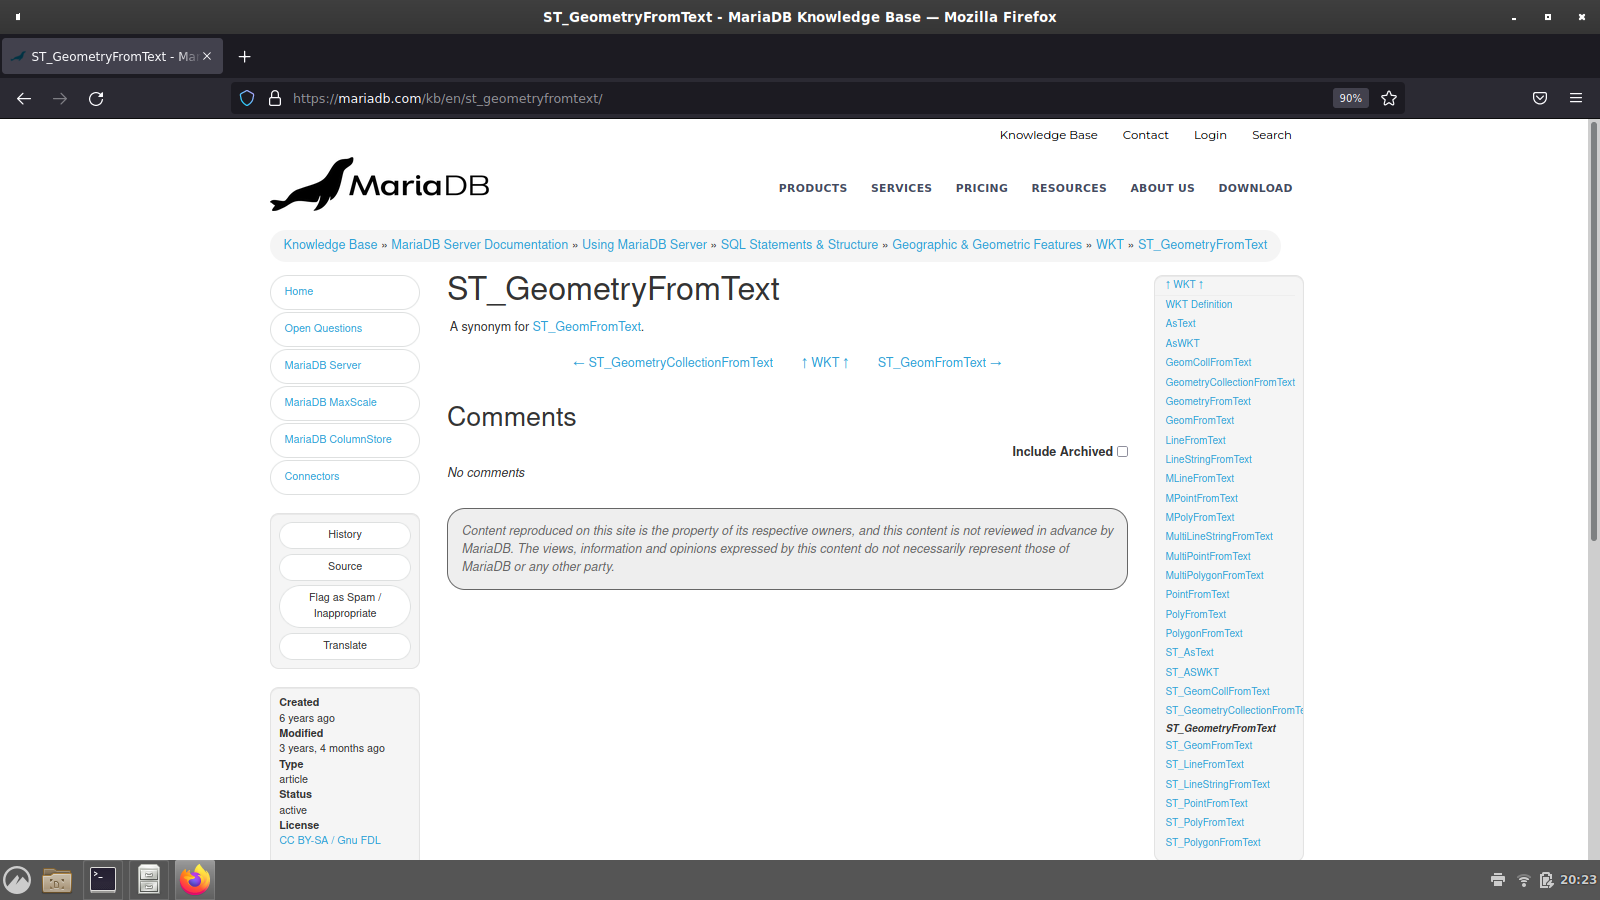 ST_GeometryFromText - MariaDB Knowledge Base — Mozilla Firefox
ST_GeometryFromText - Mar
https://mariadb.com/kb/en/st_geometryfromtext/
90%
Knowledge Base Contact Login Search
MariaDB
PRODUCTS SERVICES PRICING RESOURCES ABOUT US DOWNLOAD
Knowledge Base » MariaDB Server Documentation » Using MariaDB Server » SQL Statements & Structure » Geographic & Geometric Features » WKT » ST_GeometryFromText
Home
Open Questions
MariaDB Server
MariaDB MaxScale
MariaDB ColumnStore
Connectors
History
Source
Flag as Spam /
Inappropriate
Translate
Created
6 years ago
Modified
3 years, 4 months ago
Type
article
Status
active
License
CC BY-SA / Gnu FDL
ST_GeometryFromText
A synonym for ST_GeomFromText.
← ST_GeometryCollectionFromText ↑ WKT ↑ ST_GeomFromText →
Comments
Include Archived
No comments
Content reproduced on this site is the property of its respective owners, and this content is not reviewed in advance by
MariaDB. The views, information and opinions expressed by this content do not necessarily represent those of
MariaDB or any other party.
↑ WKT ↑
WKT Definition
AsText
AsWKT
GeomCollFromText
GeometryCollectionFromText
GeometryFromText
GeomFromText
LineFromText
LineStringFromText
MLineFromText
MPointFromText
MPolyFromText
MultiLineStringFromText
MultiPointFromText
MultiPolygonFromText
PointFromText
PolyFromText
PolygonFromText
ST_AsText
ST_ASWKT
ST_GeomCollFromText
ST_GeometryCollectionFromTe
ST_GeometryFromText
ST_GeomFromText
ST_LineFromText
ST_LineStringFromText
ST_PointFromText
ST_PolyFromText
ST_PolygonFromText
20:23